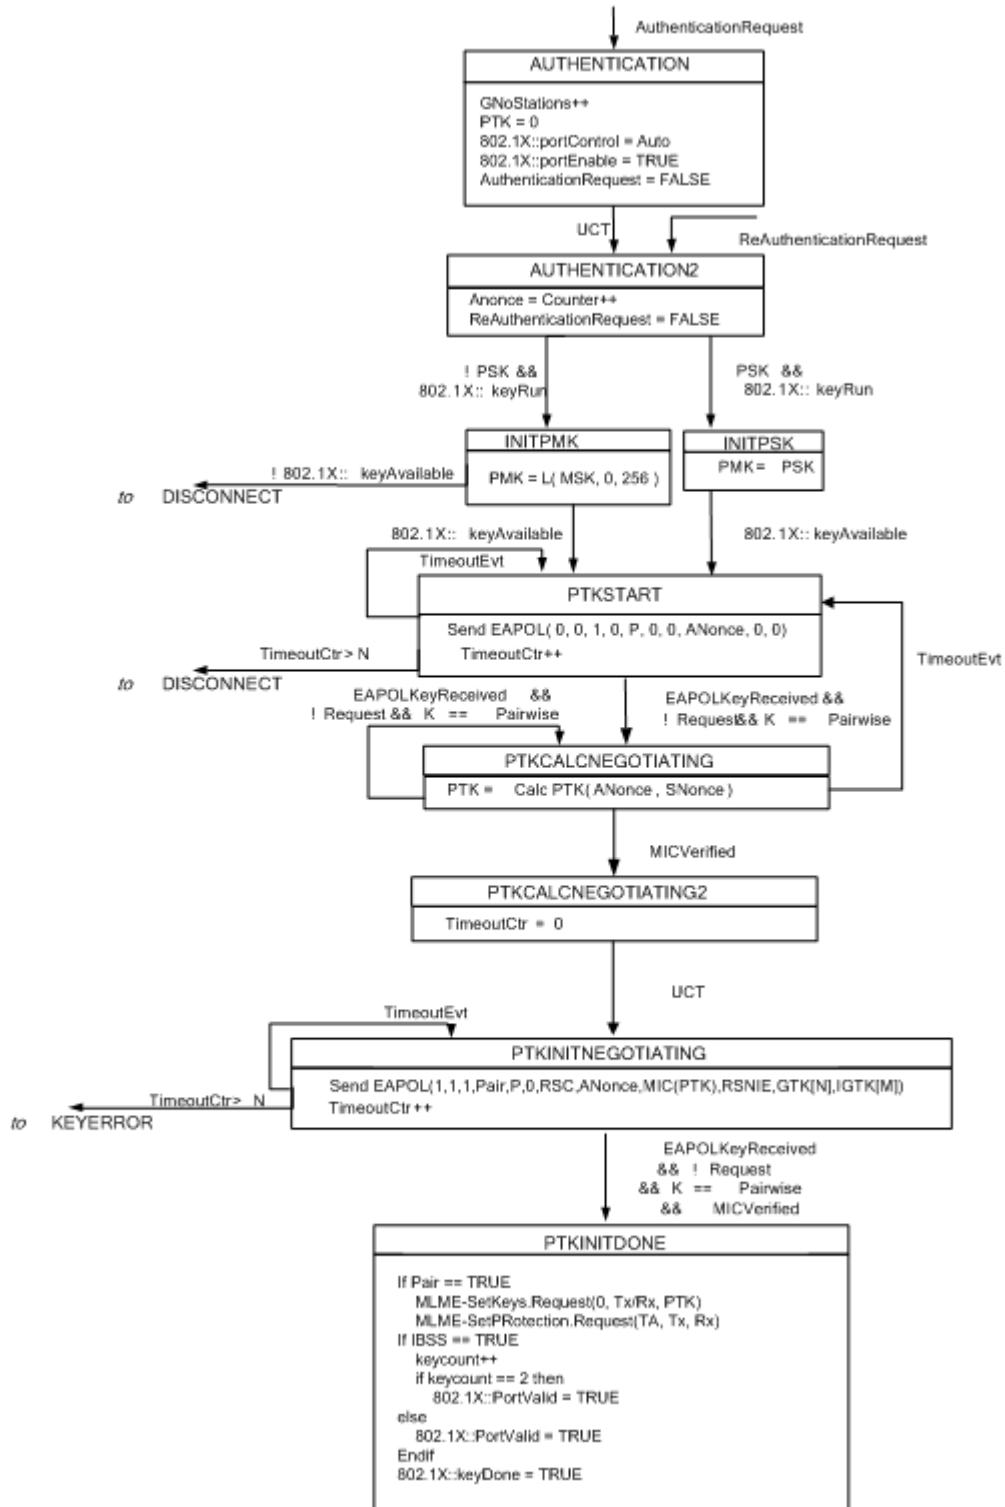 AuthenticationRequest
AUTHENTICATION
GNoStations++
PTK = 0
802.1X::portControl = Auto
802.1X::portEnable = TRUE
AuthenticationRequest = FALSE
UCT
ReAuthenticationRequest
AUTHENTICATION2
Anonce = Counter++
ReAuthenticationRequest = FALSE
! PSK &&
802.1X:: keyRun
PSK &&
802.1X:: keyRun
INITPMK
PMK = L( MSK, 0, 256 )
INITPSK
PMK = PSK
! 802.1X:: keyAvailable
to DISCONNECT
802.1X:: keyAvailable
802.1X:: keyAvailable
TimeoutEvt
PTKSTART
Send EAPOL( 0, 0, 1, 0, P, 0, 0, ANonce, 0, 0)
TimeoutCtr++
TimeoutCtr> N
to DISCONNECT
TimeoutEvt
EAPOLKeyReceived &&
! Request && K == Pairwise
EAPOLKeyReceived &&
! Request&& K == Pairwise
PTKCALCNEGOTIATING
PTK = Calc PTK( ANonce , SNonce )
MICVerified
PTKCALCNEGOTIATING2
TimeoutCtr = 0
UCT
TimeoutEvt
PTKINITNEGOTIATING
Send EAPOL(1,1,1,Pair,P,0,RSC,ANonce,MIC(PTK),RSNIE,GTK[N],IGTK[M])
TimeoutCtr++
TimeoutCtr> N
to KEYERROR
EAPOLKeyReceived
&& ! Request
&& K == Pairwise
&& MICVerified
PTKINITDONE
If Pair == TRUE
MLME-SetKeys.Request(0, Tx/Rx, PTK)
MLME-SetPRotection.Request(TA, Tx, Rx)
If IBSS == TRUE
keycount++
if keycount == 2 then
802.1X::PortValid = TRUE
else
802.1X::PortValid = TRUE
Endif
802.1X::keyDone = TRUE